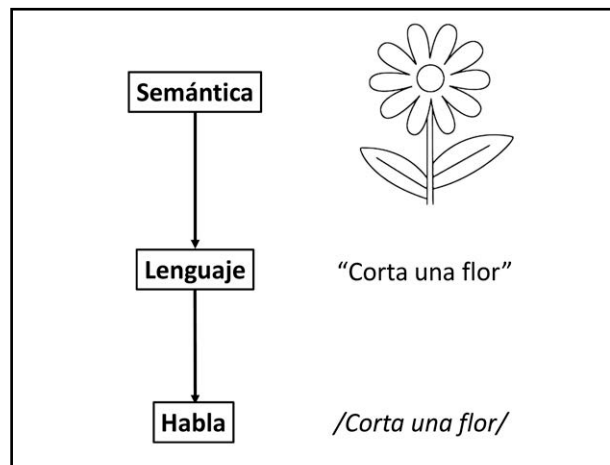 Semántica
Lenguaje
“Corta una flor”
Habla
/Corta una flor/